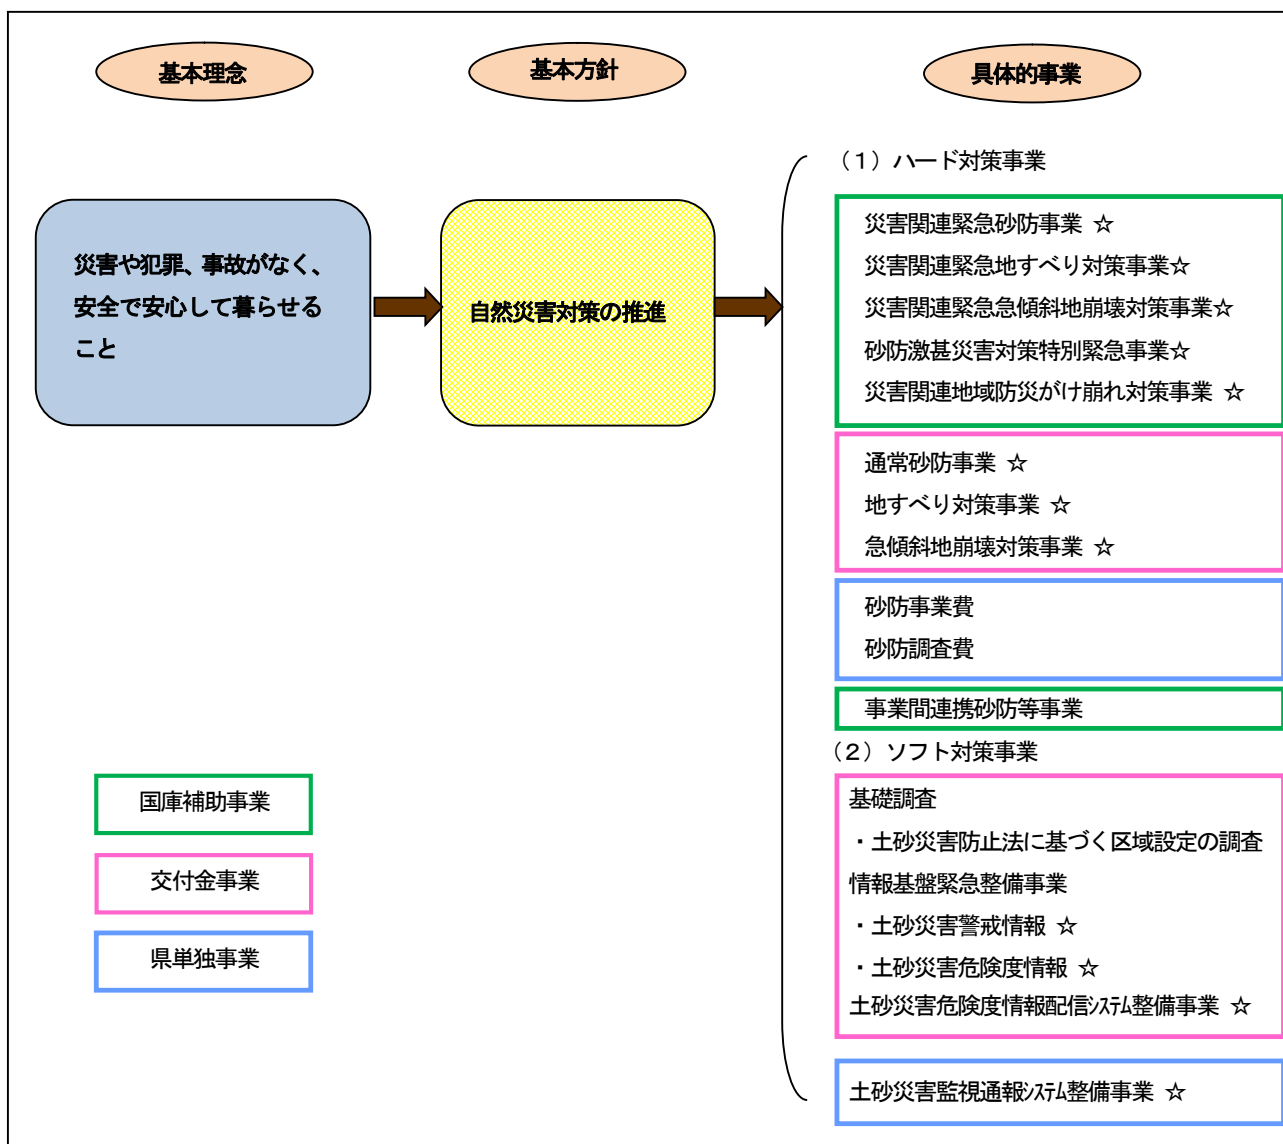 基本理念
基本方針
具体的事業
災害や犯罪、事故がなく、
安全で安心して暮らせる
こと
自然災害対策の推進
（１）ハード対策事業
災害関連緊急砂防事業 ☆
災害関連緊急地すべり対策事業☆
災害関連緊急急傾斜地崩壊対策事業☆
砂防激甚災害対策特別緊急事業☆
災害関連地域防災がけ崩れ対策事業 ☆
通常砂防事業 ☆
地すべり対策事業 ☆
急傾斜地崩壊対策事業 ☆
砂防事業費
砂防調査費
事業間連携砂防等事業
（２）ソフト対策事業
基礎調査
・土砂災害防止法に基づく区域設定の調査
情報基盤緊急整備事業
・土砂災害警戒情報 ☆
・土砂災害危険度情報 ☆
土砂災害危険度情報配信ｼｽﾃﾑ整備事業 ☆
土砂災害監視通報ｼｽﾃﾑ整備事業 ☆
国庫補助事業
交付金事業
県単独事業